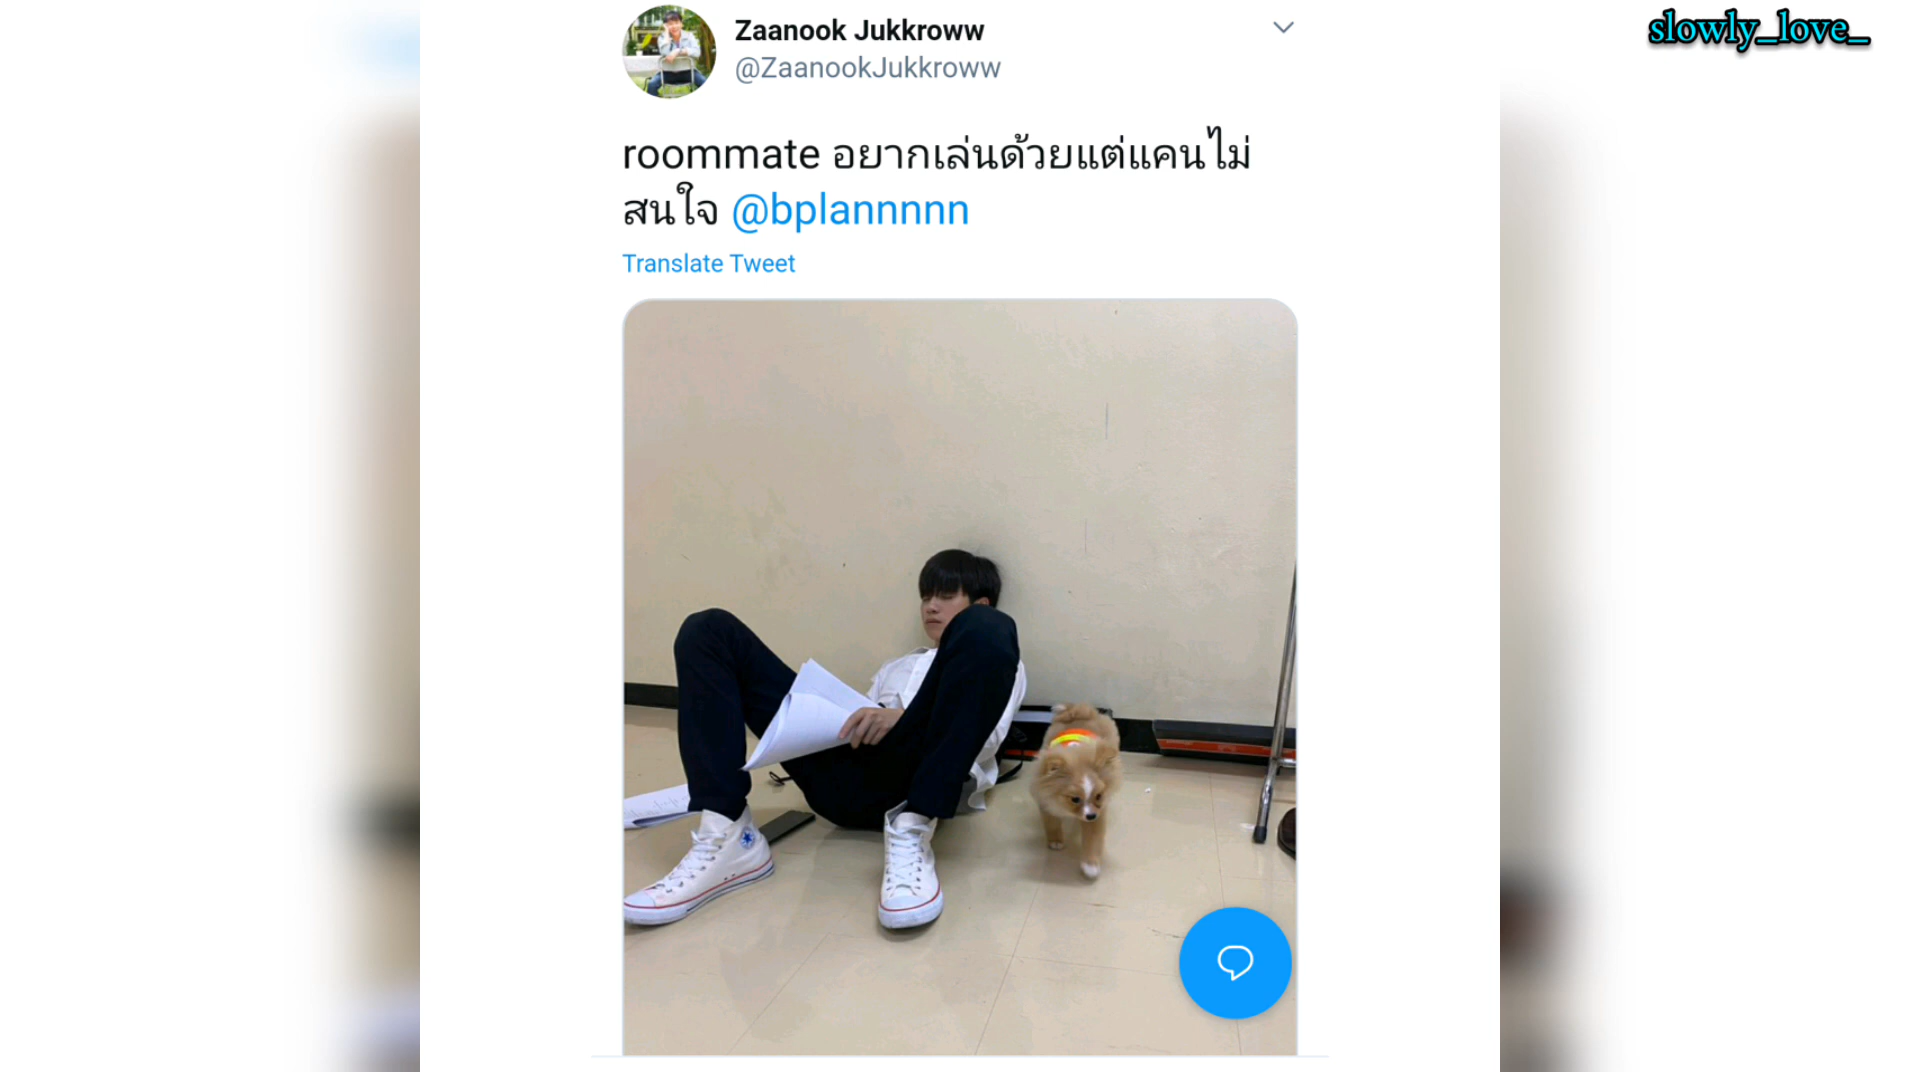 slowly_love_
Zaanook Jukkroww
@ZaanookJukkroww
roommate อยากเล่นด้วยแต่แคนไม่
สนใจ @bplannnnn
Translate Tweet